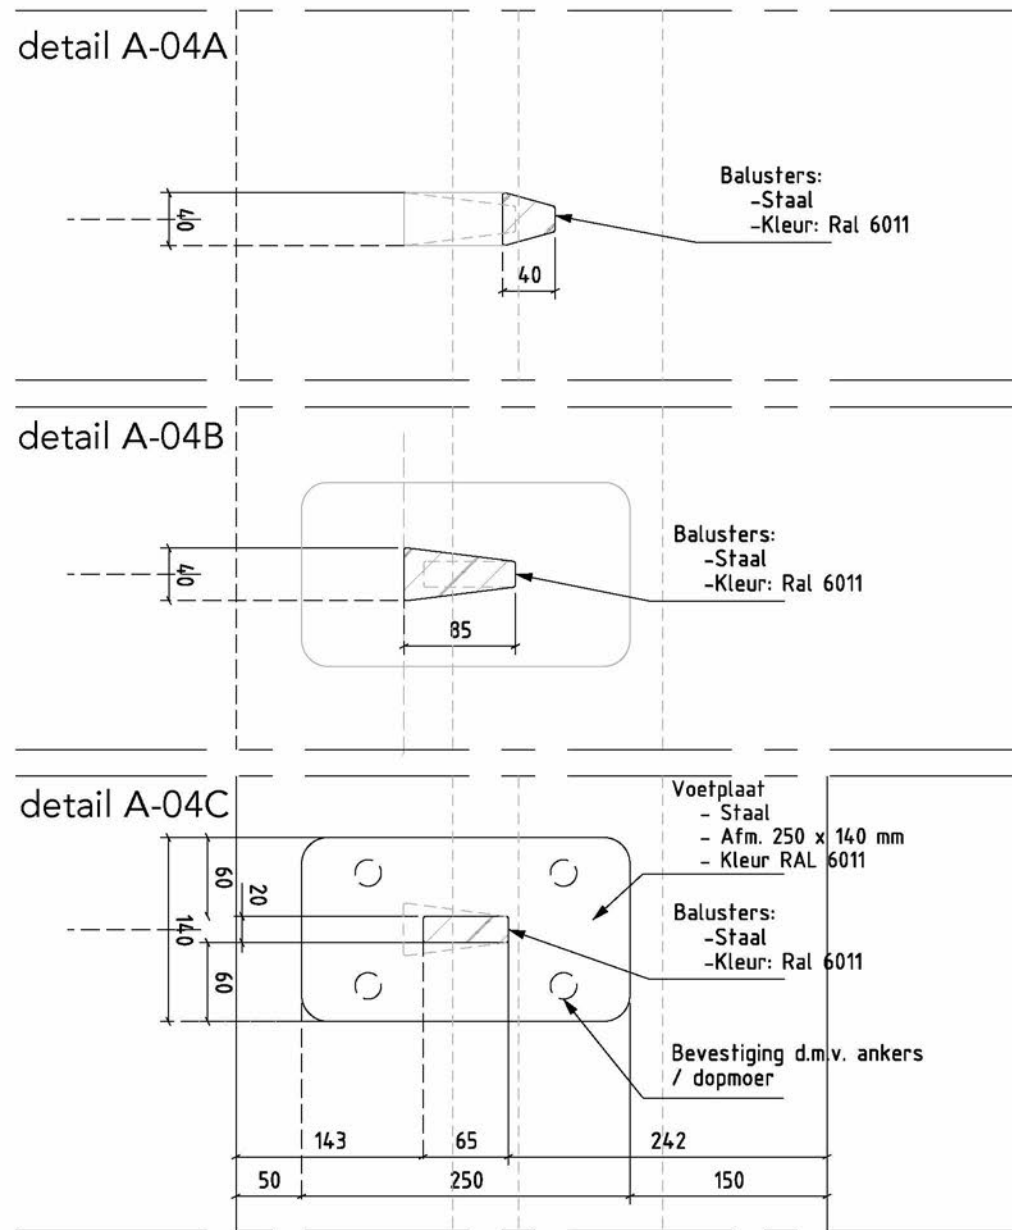 detail A-04A
Balusters:
-Staal
-Kleur: Ral 6011
40
40
detail A-04B
Balusters:
-Staal
-Kleur: Ral 6011
40
85
detail A-04C
Voetplaat
- Staal
- Afm. 250 x 140 mm
- Kleur RAL 6011
60
20
140
60
Balusters:
-Staal
-Kleur: Ral 6011
Bevestiging d.m.v. ankers
/ dopmoer
143 65 242
50 250 150